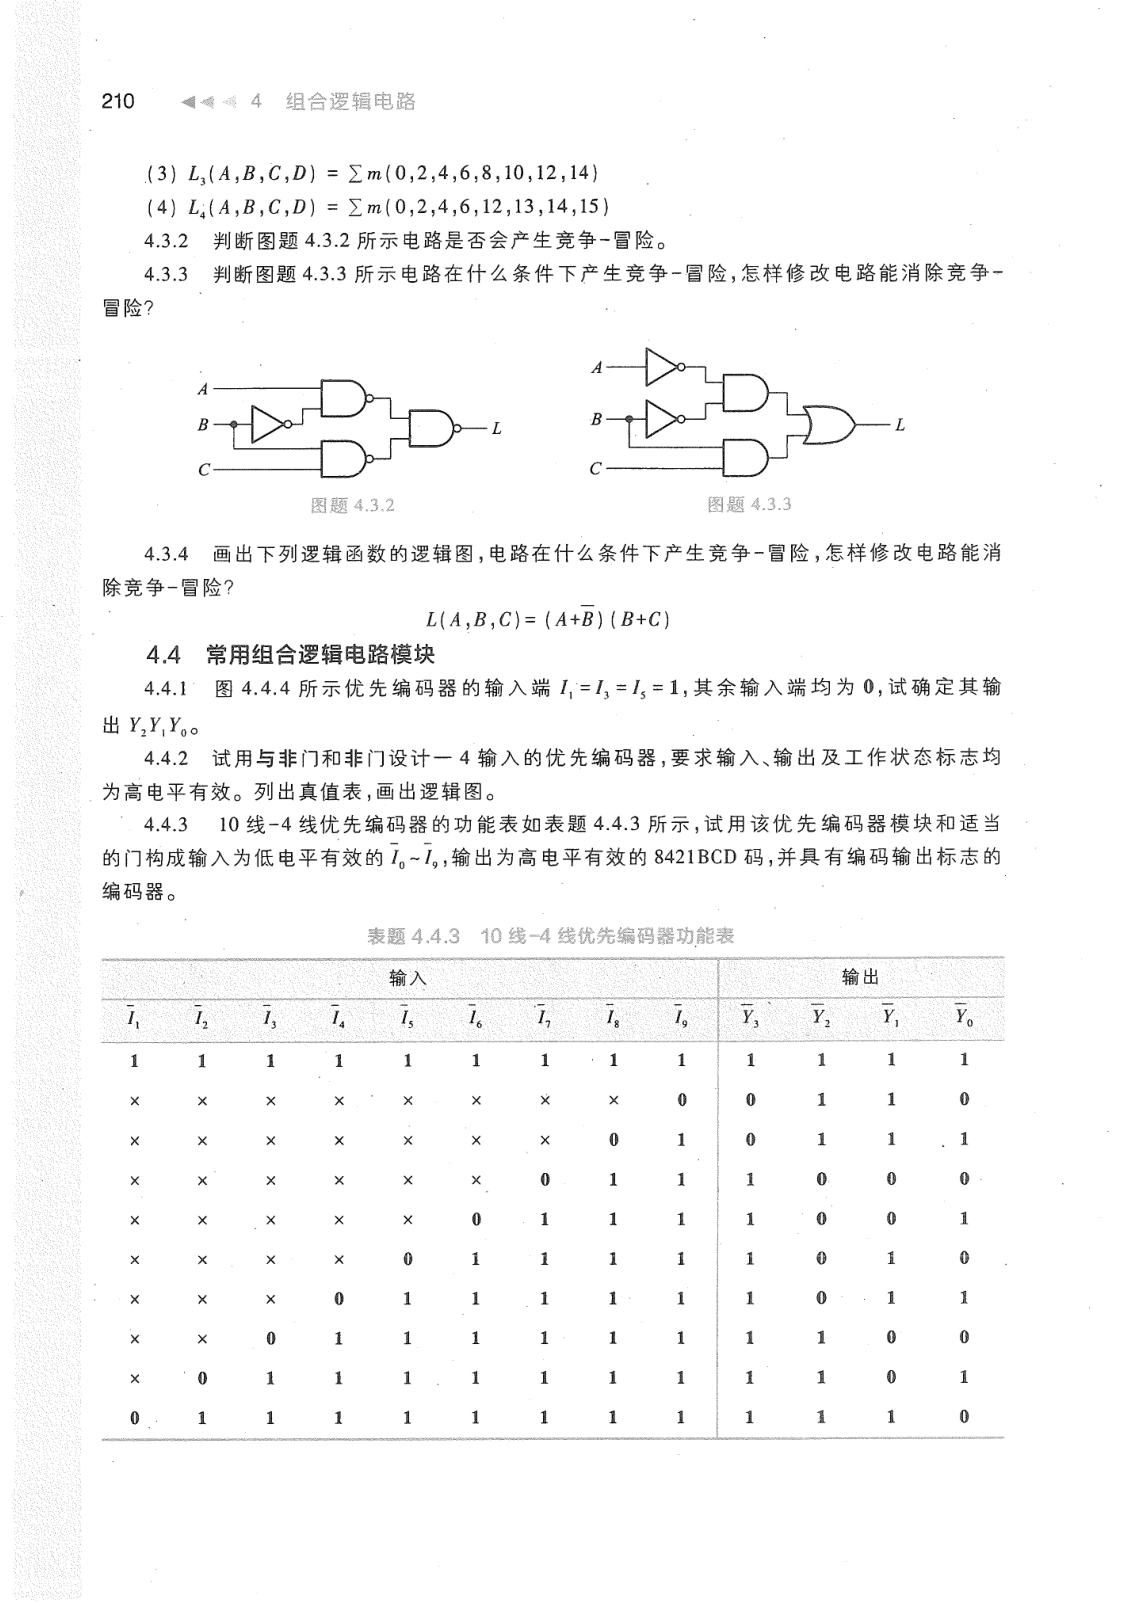 210 ◀◀◀ 4 组合逻辑电路
(3) L₃(A,B,C,D) = ∑m(0,2,4,6,8,10,12,14)
(4) L₄(A,B,C,D) = ∑m(0,2,4,6,12,13,14,15)
4.3.2 判断图题 4.3.2 所示电路是否会产生竞争-冒险。
4.3.3 判断图题 4.3.3 所示电路在什么条件下产生竞争-冒险,怎样修改电路能消除竞争-
冒险?
A
B
C
L
图题 4.3.2
A
B
C
L
图题 4.3.3
4.3.4 画出下列逻辑函数的逻辑图,电路在什么条件下产生竞争-冒险,怎样修改电路能消
除竞争-冒险?
L(A,B,C)= (A+B̅)(B+C)
4.4 常用组合逻辑电路模块
4.4.1 图 4.4.4 所示优先编码器的输入端 I₁=I₃=I₅=1,其余输入端均为 0,试确定其输
出 Y₂Y₁Y₀。
4.4.2 试用与非门和非门设计一 4 输入的优先编码器,要求输入、输出及工作状态标志均
为高电平有效。列出真值表,画出逻辑图。
4.4.3 10 线-4 线优先编码器的功能表如表题 4.4.3 所示,试用该优先编码器模块和适当
的门构成输入为低电平有效的 I̅₀~I̅₉,输出为高电平有效的 8421BCD 码,并具有编码输出标志的
编码器。
表题 4.4.3 10 线-4 线优先编码器功能表
输入 输出
I̅₁ I̅₂ I̅₃ I̅₄ I̅₅ I̅₆ I̅₇ I̅₈ I̅₉ Y̅₃ Y̅₂ Y̅₁ Y̅₀
1 1 1 1 1 1 1 1 1 1 1 1 1
× × × × × × × × 0 0 1 1 0
× × × × × × × 0 1 0 1 1 1
× × × × × × 0 1 1 1 0 0 0
× × × × × 0 1 1 1 1 0 0 1
× × × × 0 1 1 1 1 1 0 1 0
× × × 0 1 1 1 1 1 1 0 1 1
× × 0 1 1 1 1 1 1 1 1 0 0
× 0 1 1 1 1 1 1 1 1 1 0 1
0 1 1 1 1 1 1 1 1 1 1 1 0